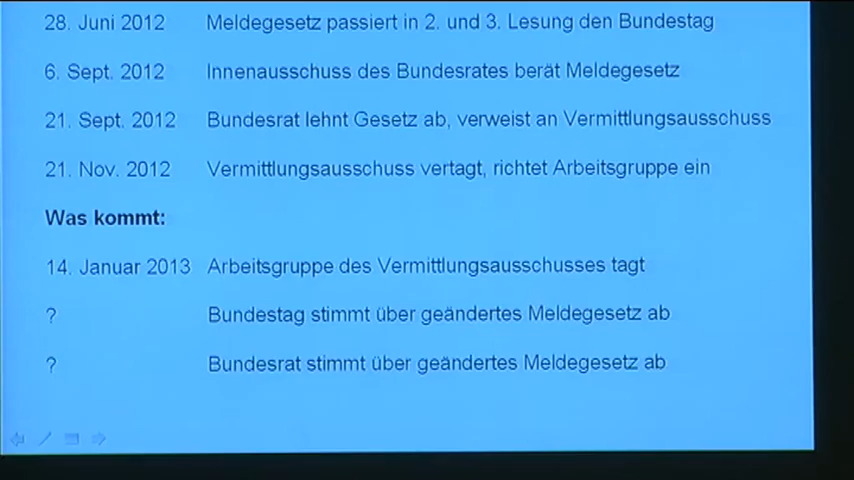 28. Juni 2012 Meldegesetz passiert in 2. und 3. Lesung den Bundestag
6. Sept. 2012 Innenausschuss des Bundesrates berät Meldegesetz
21. Sept. 2012 Bundesrat lehnt Gesetz ab, verweist an Vermittlungsausschuss
21. Nov. 2012 Vermittlungsausschuss vertagt, richtet Arbeitsgruppe ein
Was kommt:
14. Januar 2013 Arbeitsgruppe des Vermittlungsausschusses tagt
? Bundestag stimmt über geändertes Meldegesetz ab
? Bundesrat stimmt über geändertes Meldegesetz ab